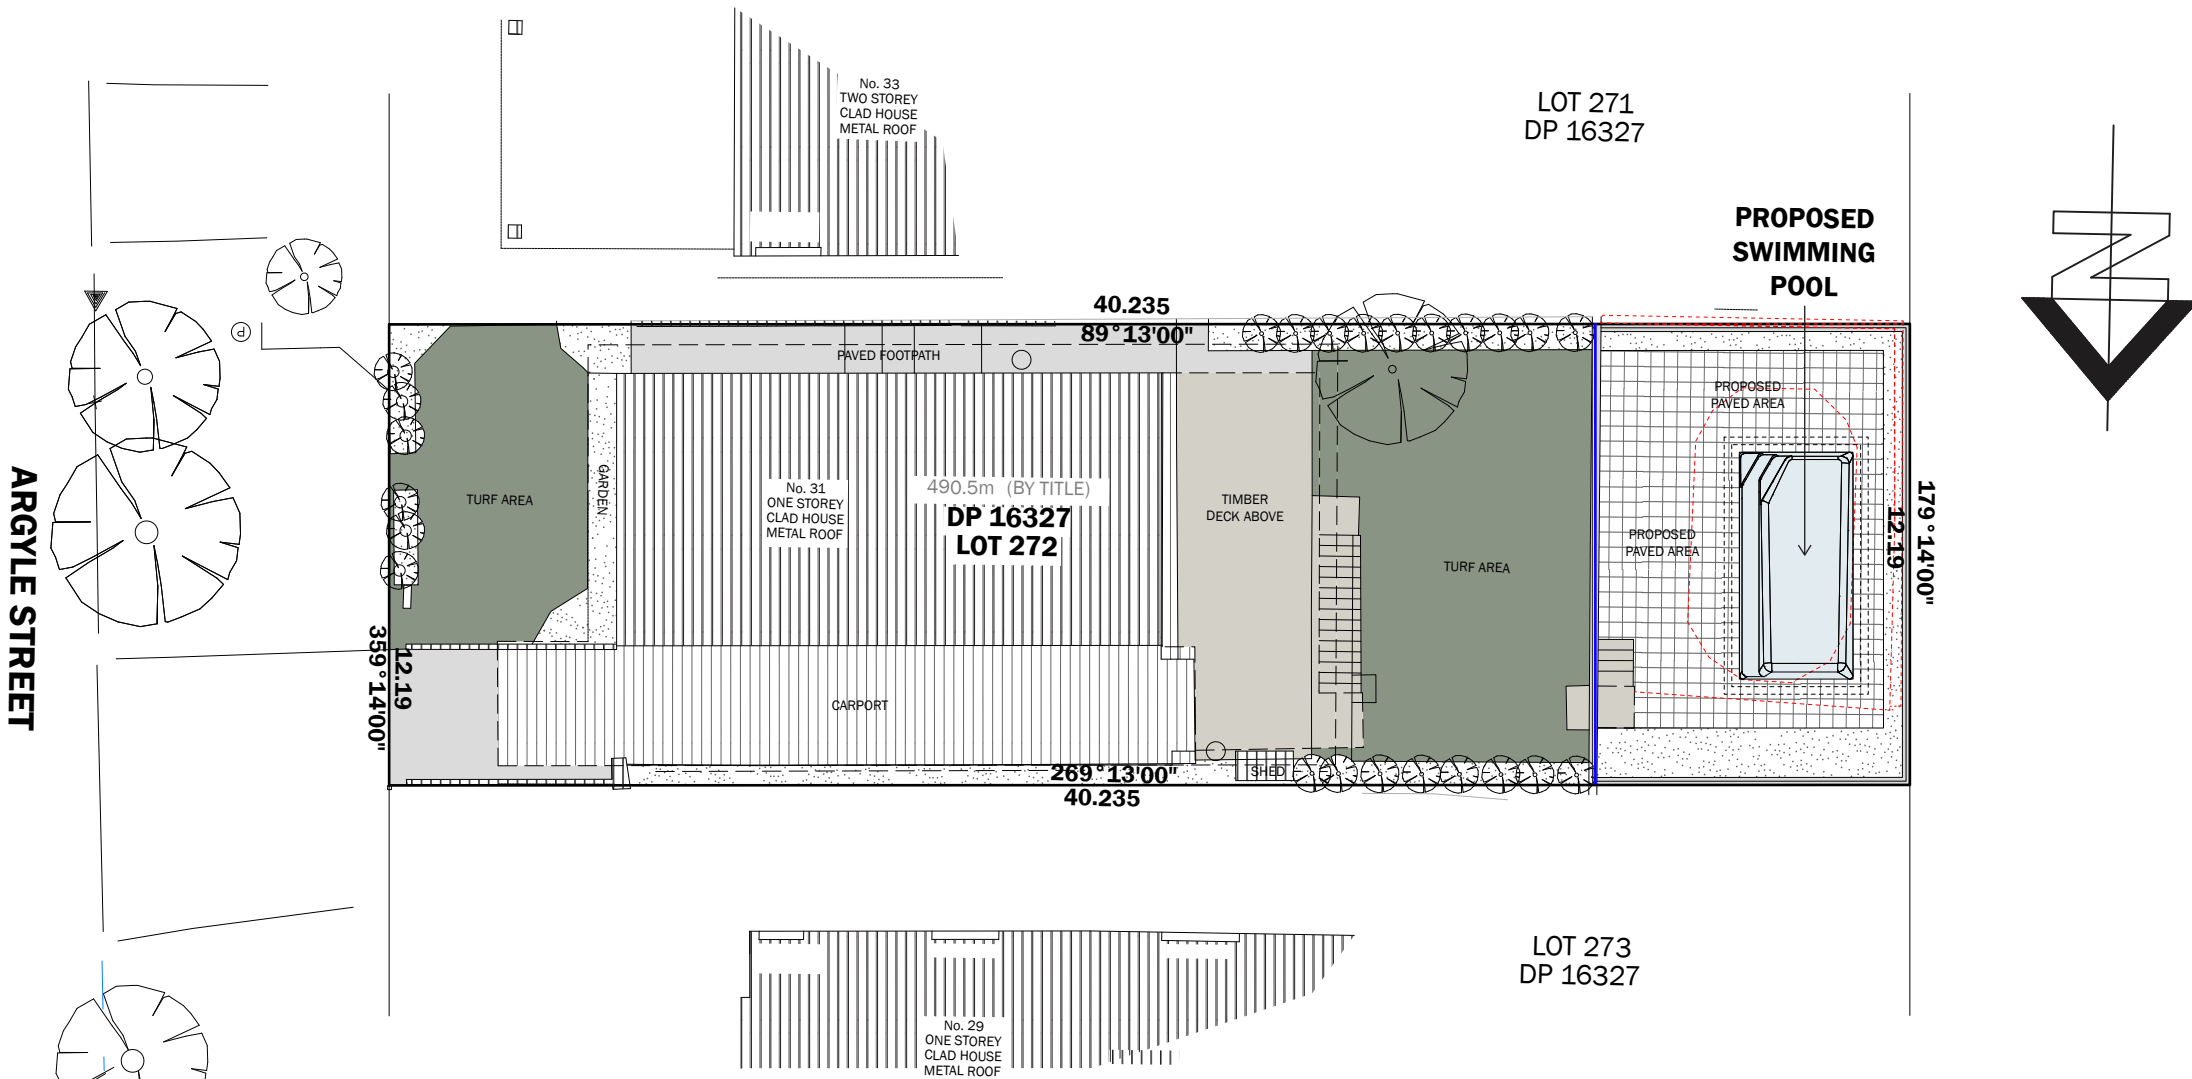 No. 33
TWO STOREY
CLAD HOUSE
METAL ROOF
LOT 271
DP 16327
PROPOSED
SWIMMING
POOL
N
P
40.235
89°13'00"
PAVED FOOTPATH
PROPOSED
PAVED AREA
TURF AREA
GARDEN
No. 31
ONE STOREY
CLAD HOUSE
METAL ROOF
490.5m (BY TITLE)
DP 16327
LOT 272
TIMBER
DECK ABOVE
TURF AREA
PROPOSED
PAVED AREA
12.19
179°14'00"
ARGYLE STREET
359°14'00"
12.19
CARPORT
269°13'00"
SHED
40.235
LOT 273
DP 16327
No. 29
ONE STOREY
CLAD HOUSE
METAL ROOF